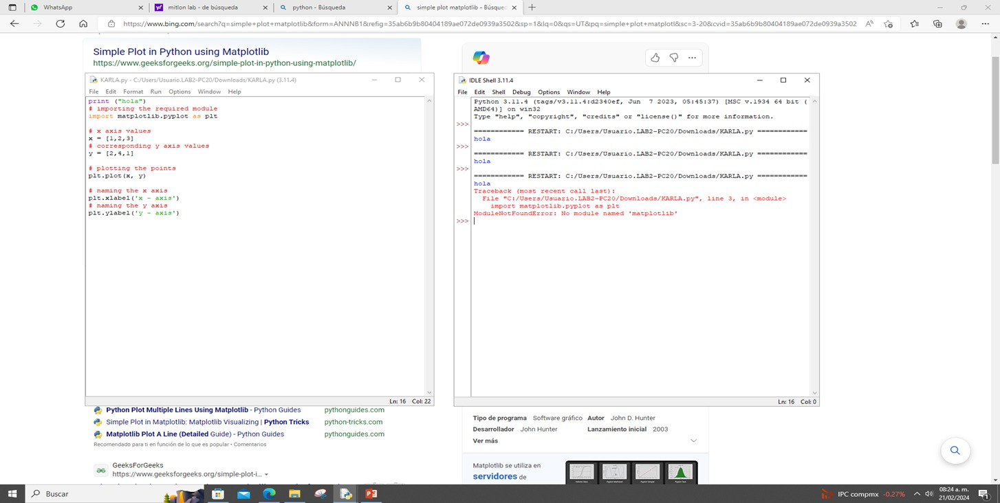 WhatsApp
mitlon lab - de búsqueda
python - Búsqueda
simple plot matplotlib - Búsque
https://www.bing.com/search?q=simple+plot+matplotlib&form=ANNNB1&refig=35ab6b9b80404189ae072de0939a3502&sp=1&lq=0&qs=UT&pq=simple+plot+matplotl&sc=3-20&cvid=35ab6b9b80404189ae072de0939a3502
Simple Plot in Python using Matplotlib
https://www.geeksforgeeks.org/simple-plot-in-python-using-matplotlib/
KARLA.py - C:/Users/Usuario.LAB2-PC20/Downloads/KARLA.py (3.11.4)
File Edit Format Run Options Window Help
print ("hola")
# importing the required module
import matplotlib.pyplot as plt
# x axis values
x = [1,2,3]
# corresponding y axis values
y = [2,4,1]
# plotting the points
plt.plot(x, y)
# naming the x axis
plt.xlabel('x - axis')
# naming the y axis
plt.ylabel('y - axis')
Ln: 16 Col: 22
IDLE Shell 3.11.4
File Edit Shell Debug Options Window Help
Python 3.11.4 (tags/v3.11.4:d2340ef, Jun 7 2023, 05:45:37) [MSC v.1934 64 bit (
AMD64)] on win32
Type "help", "copyright", "credits" or "license()" for more information.
>>>
============ RESTART: C:/Users/Usuario.LAB2-PC20/Downloads/KARLA.py ============
hola
>>>
============ RESTART: C:/Users/Usuario.LAB2-PC20/Downloads/KARLA.py ============
hola
>>>
============ RESTART: C:/Users/Usuario.LAB2-PC20/Downloads/KARLA.py ============
hola
Traceback (most recent call last):
File "C:/Users/Usuario.LAB2-PC20/Downloads/KARLA.py", line 3, in <module>
import matplotlib.pyplot as plt
ModuleNotFoundError: No module named 'matplotlib'
>>>
Ln: 16 Col: 0
Python Plot Multiple Lines Using Matplotlib - Python Guides pythonguides.com
Simple Plot in Matplotlib: Matplotlib Visualizing | Python Tricks python-tricks.com
Matplotlib Plot A Line (Detailed Guide) - Python Guides pythonguides.com
Recomendado para ti en función de lo que es popular • Comentarios
GeeksForGeeks
https://www.geeksforgeeks.org/simple-plot-i...
Tipo de programa Software gráfico Autor John D. Hunter
Desarrollador John Hunter Lanzamiento inicial 2003
Ver más
Matplotlib se utiliza en
servidores de
Buscar
IPC compmx -0.27%
08:24 a. m.
21/02/2024
1